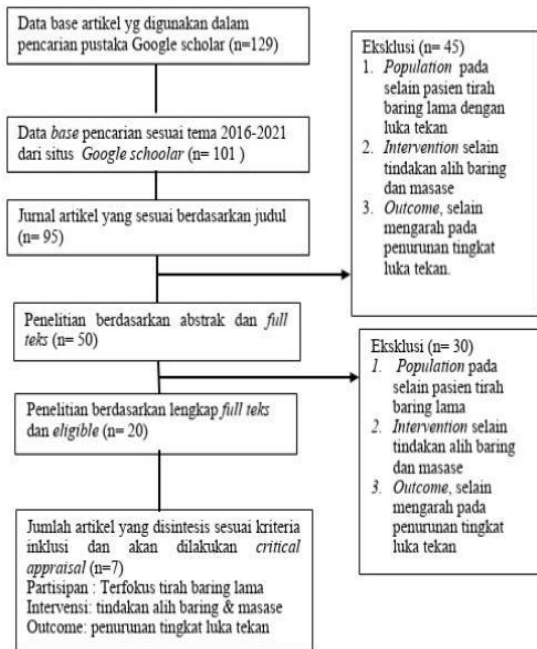 Data base artikel yg digunakan dalam
pencarian pustaka Google scholar (n=129)
Data base pencarian sesuai tema 2016-2021
dari situs Google schoolar (n= 101 )
Jurnal artikel yang sesuai berdasarkan judul
(n= 95)
Eksklusi (n= 45)
1. Population pada
selain pasien tirah
baring lama dengan
luka tekan
2. Intervention selain
tindakan alih baring
dan masase
3. Outcome, selain
mengarah pada
penurunan tingkat
luka tekan.
Penelitian berdasarkan abstrak dan full
teks (n= 50)
Eksklusi (n= 30)
1. Population pada
selain pasien tirah
baring lama
2. Intervention selain
tindakan alih baring
dan masase
3. Outcome, selain
mengarah pada
penurunan tingkat
luka tekan
Penelitian berdasarkan lengkap full teks
dan eligible (n= 20)
Jumlah artikel yang disintesis sesuai kriteria
inklusi dan akan dilakukan critical
appraisal (n=7)
Partisipan : Terfokus tirah baring lama
Intervensi: tindakan alih baring & masase
Outcome: penurunan tingkat luka tekan